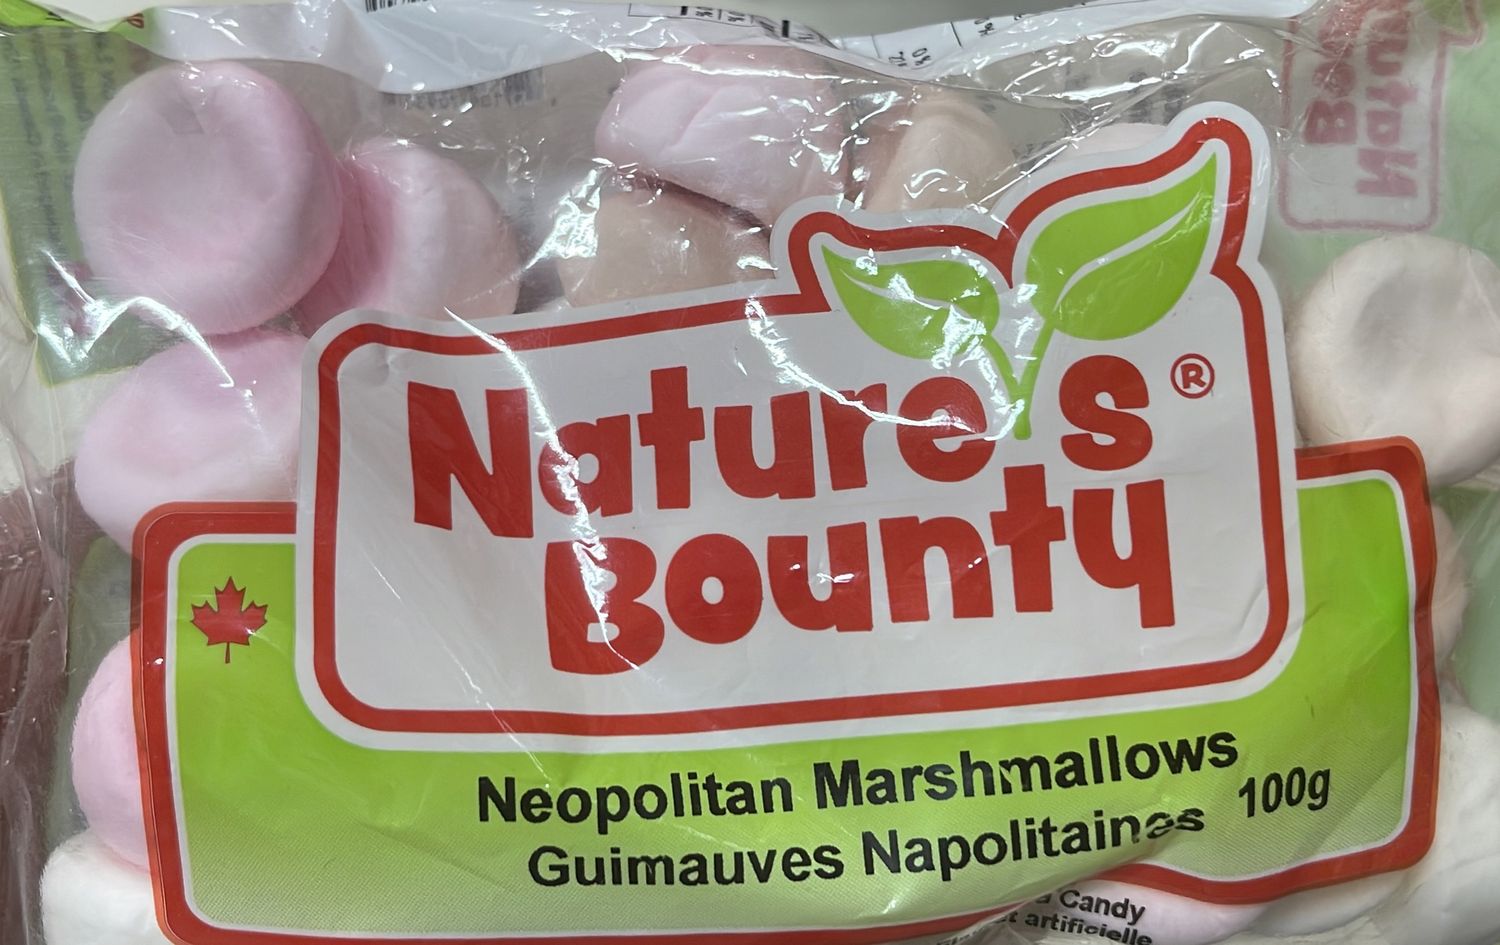 Nature's
Bounty®
Neopolitan Marshmallows
Guimauves Napolitaines 100g
Candy
artificielle